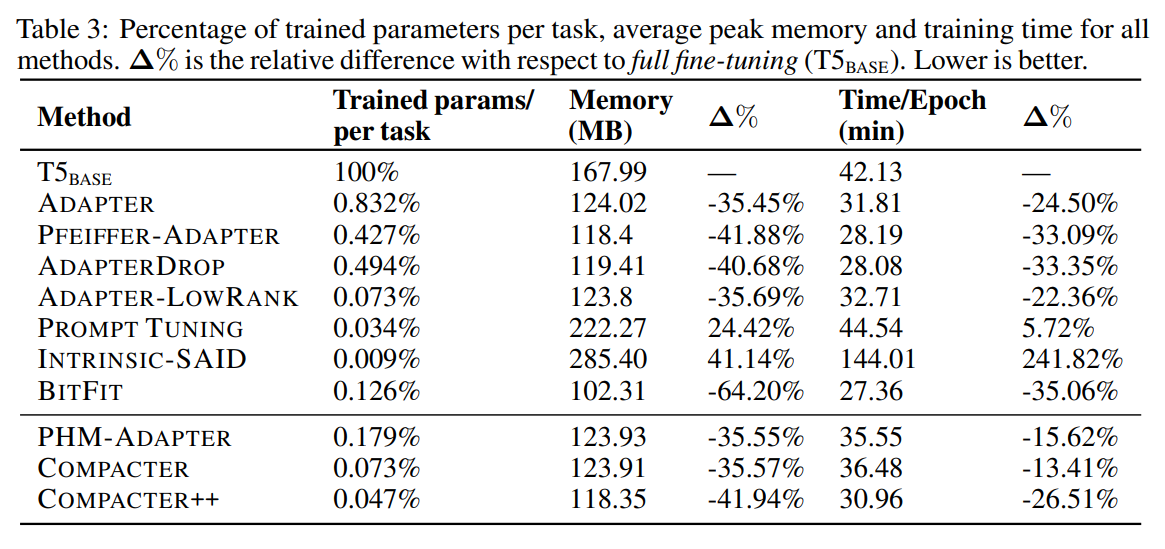 Table 3: Percentage of trained parameters per task, average peak memory and training time for all
methods. Δ% is the relative difference with respect to full fine-tuning (T5BASE). Lower is better.
Method Trained params/ per task Memory (MB) Δ% Time/Epoch (min) Δ%
T5BASE 100% 167.99 — 42.13 —
ADAPTER 0.832% 124.02 -35.45% 31.81 -24.50%
PFEIFFER-ADAPTER 0.427% 118.4 -41.88% 28.19 -33.09%
ADAPTERDROP 0.494% 119.41 -40.68% 28.08 -33.35%
ADAPTER-LOWRANK 0.073% 123.8 -35.69% 32.71 -22.36%
PROMPT TUNING 0.034% 222.27 24.42% 44.54 5.72%
INTRINSIC-SAID 0.009% 285.40 41.14% 144.01 241.82%
BITFIT 0.126% 102.31 -64.20% 27.36 -35.06%
PHM-ADAPTER 0.179% 123.93 -35.55% 35.55 -15.62%
COMPACTER 0.073% 123.91 -35.57% 36.48 -13.41%
COMPACTER++ 0.047% 118.35 -41.94% 30.96 -26.51%